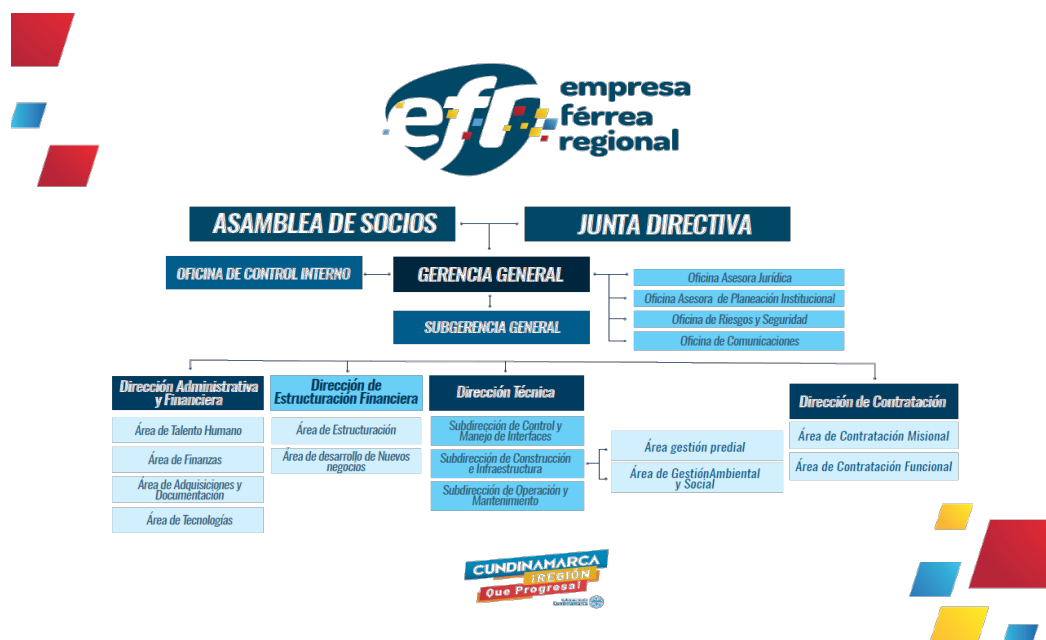 efr
empresa
férrea
regional
ASAMBLEA DE SOCIOS
JUNTA DIRECTIVA
OFICINA DE CONTROL INTERNO
GERENCIA GENERAL
SUBGERENCIA GENERAL
Oficina Asesora Jurídica
Oficina Asesora de Planeación Institucional
Oficina de Riesgos y Seguridad
Oficina de Comunicaciones
Dirección Administrativa
y Financiera
Área de Talento Humano
Área de Finanzas
Área de Adquisiciones y
Documentación
Área de Tecnologías
Dirección de
Estructuración Financiera
Área de Estructuración
Área de desarrollo de Nuevos
negocios
Dirección Técnica
Subdirección de Control y
Manejo de Interfaces
Subdirección de Construcción
e Infraestructura
Subdirección de Operación y
Mantenimiento
Área gestión predial
Área de GestiónAmbiental
y Social
Dirección de Contratación
Área de Contratación Misional
Área de Contratación Funcional
CUNDINAMARCA
¡REGIÓN
Que Progresa!
Cundinamarca